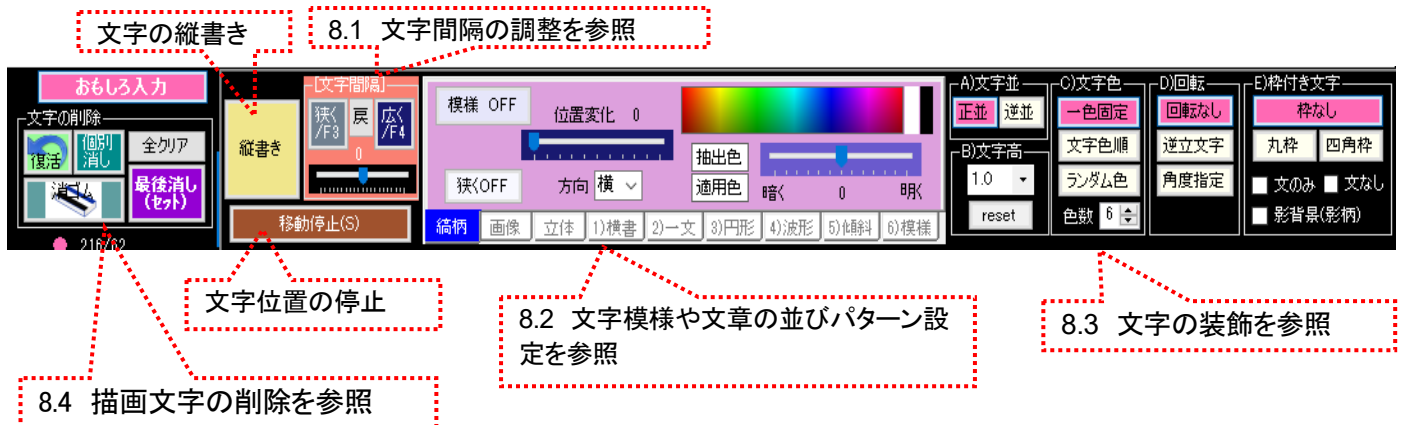 文字の縦書き
8.1 文字間隔の調整を参照
おもしろ入力
文字の削除
復活
個別
消し
全クリア
消ゴム
最後消し
(セット)
216/62
縦書き
[文字間隔]
狭く
/F3
戻
広く
/F4
0
移動停止(S)
模様 OFF
位置変化 0
狭くOFF
方向 横
抽出色
適用色
暗く 0 明く
縞柄 画像 立体 1)横書 2)一文 3)円形 4)波形 5)傾斜 6)模様
A)文字並
正並 逆並
B)文字高
1.0
reset
C)文字色
一色固定
文字色順
ランダム色
色数 6
D)回転
回転なし
逆立文字
角度指定
E)枠付き文字
枠なし
丸枠 四角枠
文のみ 文なし
影背景(影柄)
文字位置の停止
8.2 文字模様や文章の並びパターン設
定を参照
8.3 文字の装飾を参照
8.4 描画文字の削除を参照